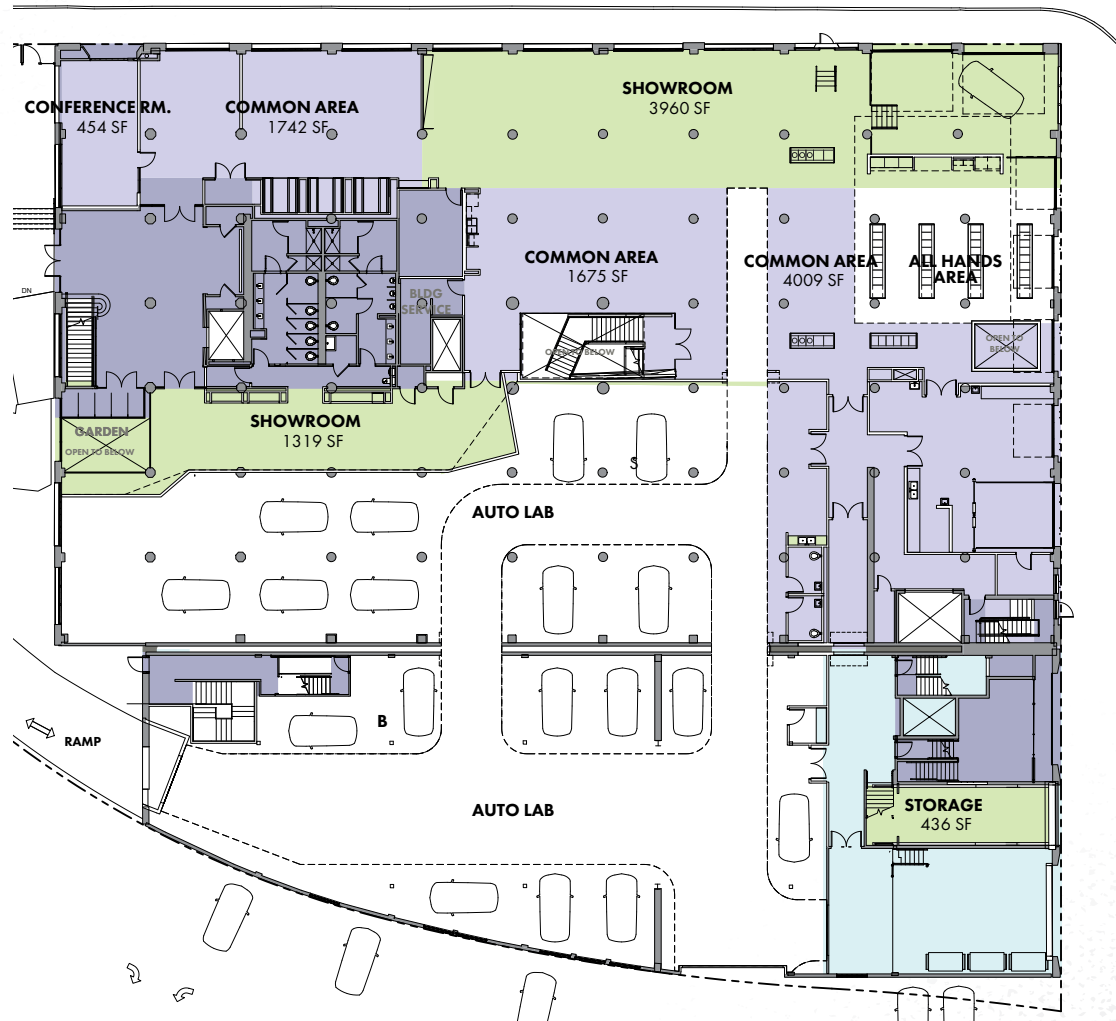 SHOWROOM
3960 SF
CONFERENCE RM.
454 SF
COMMON AREA
1742 SF
COMMON AREA
1675 SF
COMMON AREA
4009 SF
ALL HANDS
AREA
DN
BLDG
SERVICE
OPEN TO BELOW
OPEN TO
BELOW
SHOWROOM
1319 SF
GARDEN
OPEN TO BELOW
S
AUTO LAB
B
RAMP
AUTO LAB
STORAGE
436 SF